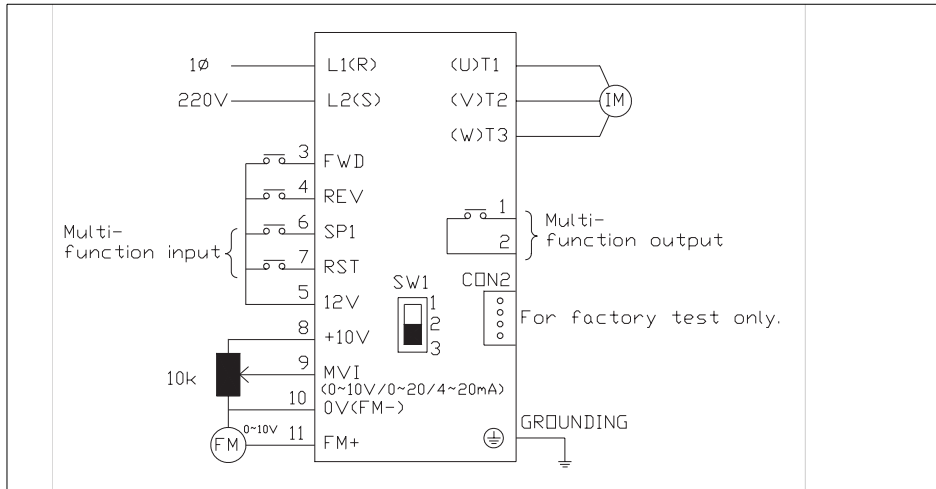 1Ø
L1(R)
(U)T1
220V
L2(S)
(V)T2
IM
(W)T3
3
FWD
4
REV
6
SP1
7
RST
5
12V
Multi-
function input
1
2
Multi-
function output
SW1
1
2
3
CON2
For factory test only.
8
+10V
10k
9
MVI
(0~10V/0~20/4~20mA)
10
0V(FM-)
FM
0~10V
11
FM+
GROUNDING